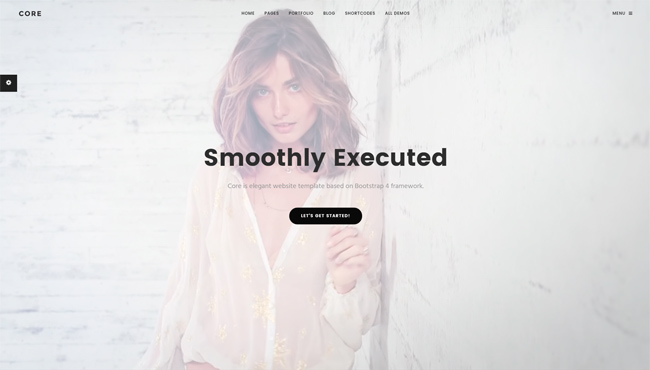 CORE
HOME PAGES PORTFOLIO BLOG SHORTCODES ALL DEMOS
MENU
Smoothly Executed
Core is elegant website template based on Bootstrap 4 framework.
LET'S GET STARTED!